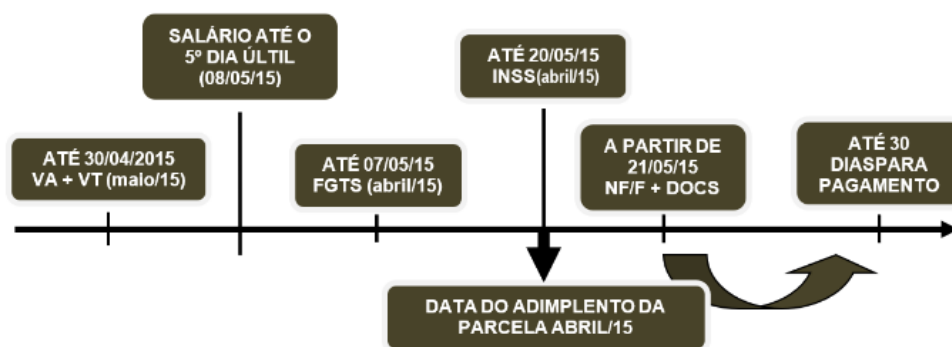 SALÁRIO ATÉ O
5º DIA ÚLTIL
(08/05/15)
ATÉ 20/05/15
INSS(abril/15)
ATÉ 30/04/2015
VA + VT (maio/15)
ATÉ 07/05/15
FGTS (abril/15)
A PARTIR DE
21/05/15
NF/F + DOCS
ATÉ 30
DIASPARA
PAGAMENTO
DATA DO ADIMPLENTO DA
PARCELA ABRIL/15